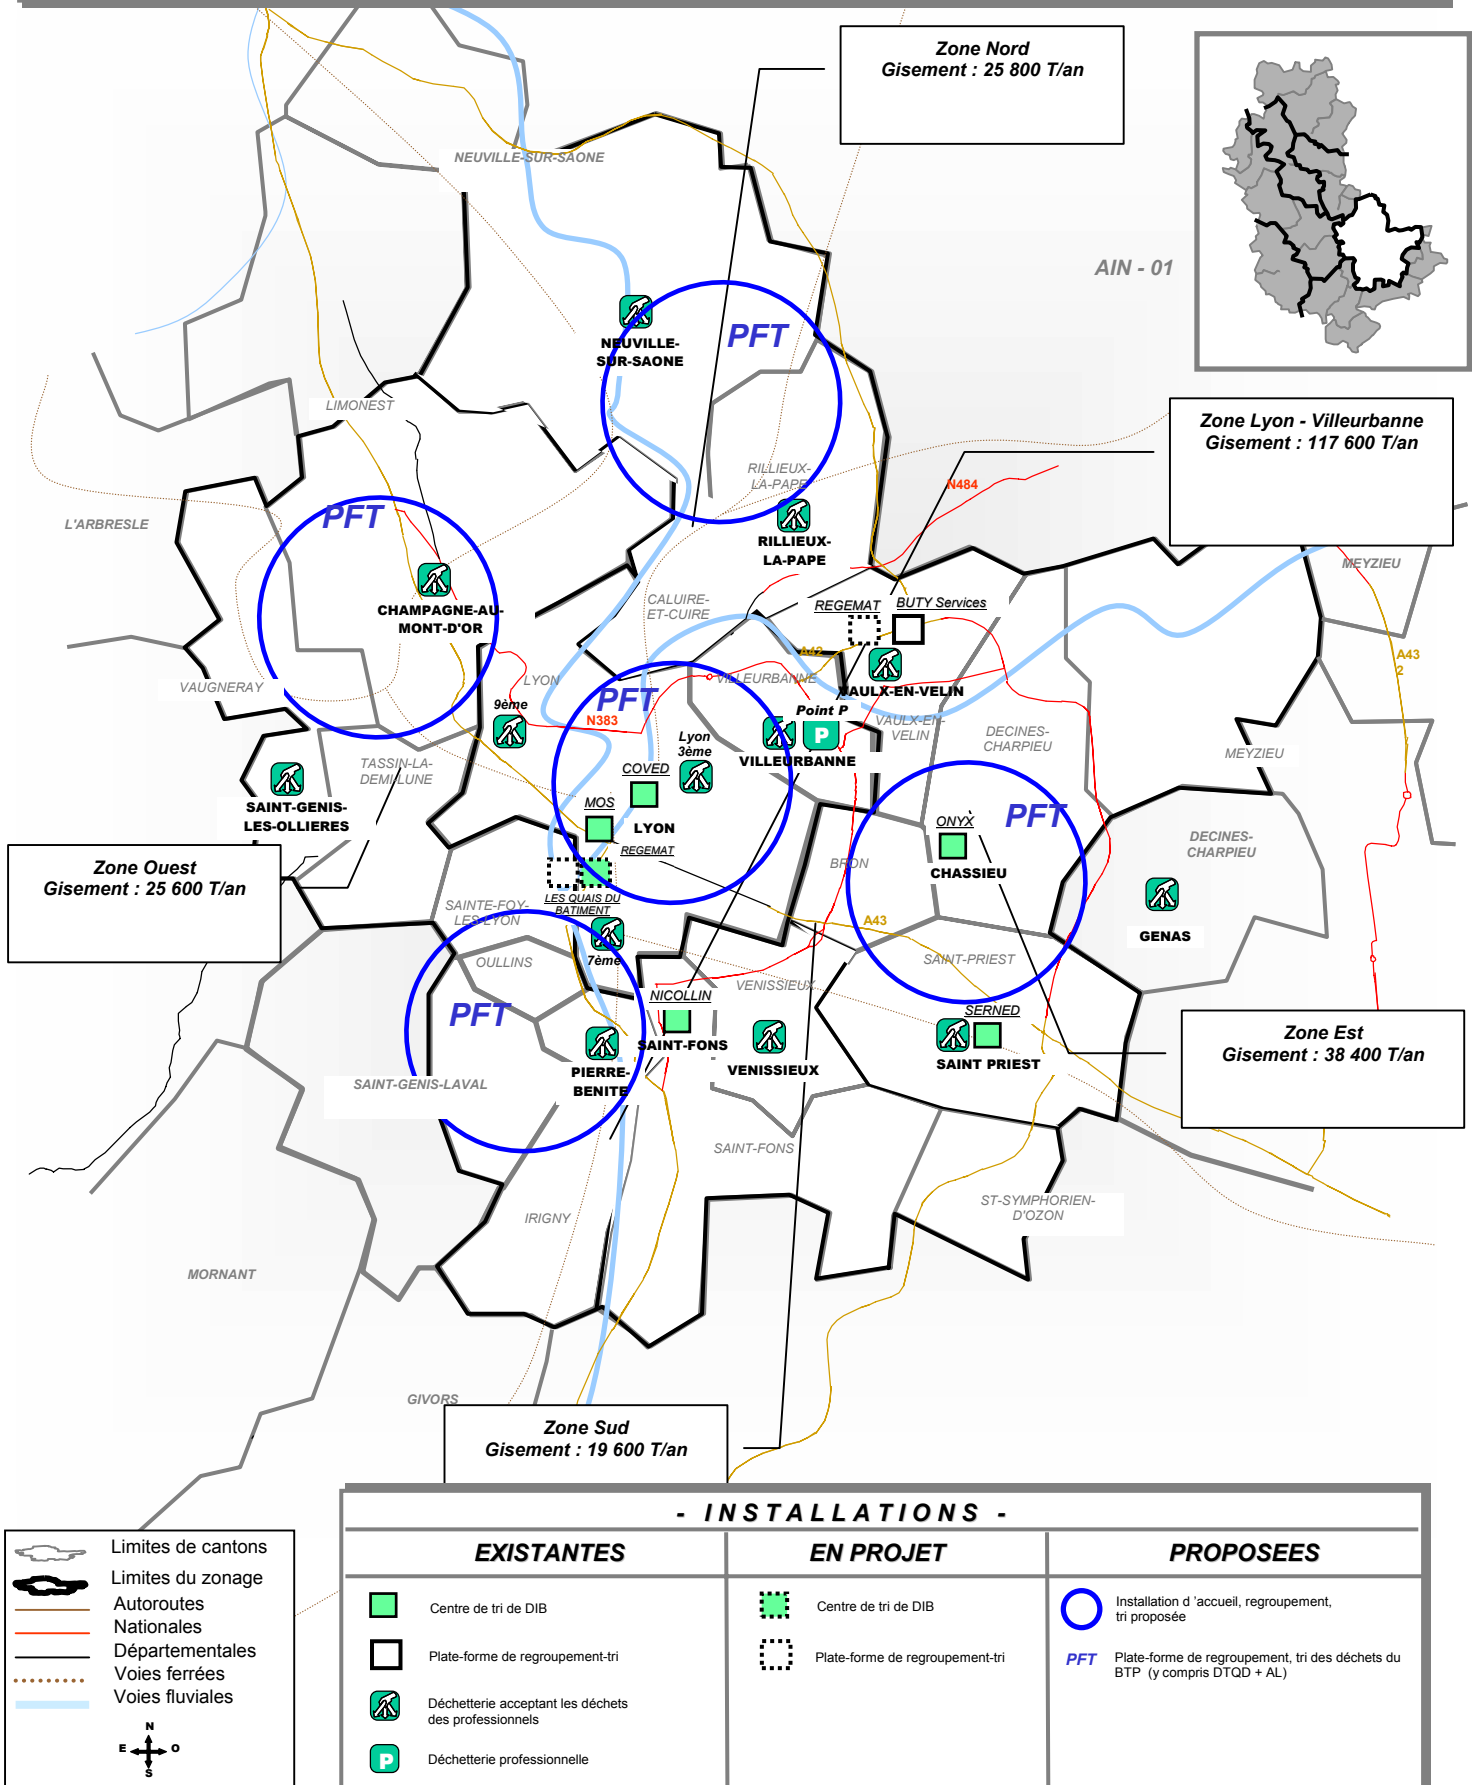 Zone Nord
Gisement : 25 800 T/an
NEUVILLE-SUR-SAONE
AIN - 01
PFT
NEUVILLE-
SUR-SAONE
LIMONEST
Zone Lyon - Villeurbanne
Gisement : 117 600 T/an
RILLIEUX-
LA-PAPE
N484
L'ARBRESLE
PFT
RILLIEUX-
LA-PAPE
MEYZIEU
CHAMPAGNE-AU-
MONT-D'OR
CALUIRE-
ET-CUIRE
REGEMAT
BUTY Services
A42
A43
2
VAUGNERAY
LYON
PFT
VILLEURBANNE
VAULX-EN-VELIN
9ème
N383
Point P
P
VAULX-EN-
VELIN
DECINES-
CHARPIEU
Lyon
3ème
VILLEURBANNE
MEYZIEU
TASSIN-LA-
DEMI-LUNE
COVED
SAINT-GENIS-
LES-OLLIERES
MOS
LYON
ONYX
PFT
DECINES-
CHARPIEU
REGEMAT
BRON
CHASSIEU
Zone Ouest
Gisement : 25 600 T/an
LES QUAIS DU
BATIMENT
SAINTE-FOY-
LES-LYON
A43
GENAS
7ème
OULLINS
SAINT-PRIEST
VENISSIEUX
NICOLLIN
PFT
SERNED
SAINT-FONS
Zone Est
Gisement : 38 400 T/an
PIERRE-
BENITE
VENISSIEUX
SAINT PRIEST
SAINT-GENIS-LAVAL
SAINT-FONS
IRIGNY
ST-SYMPHORIEN-
D'OZON
MORNANT
GIVORS
Zone Sud
Gisement : 19 600 T/an
- INSTALLATIONS -
EXISTANTES
EN PROJET
PROPOSEES
Centre de tri de DIB
Plate-forme de regroupement-tri
Déchetterie acceptant les déchets
des professionnels
P
Déchetterie professionnelle
Centre de tri de DIB
Plate-forme de regroupement-tri
Installation d 'accueil, regroupement,
tri proposée
PFT
Plate-forme de regroupement, tri des déchets du
BTP (y compris DTQD + AL)
Limites de cantons
Limites du zonage
Autoroutes
Nationales
Départementales
Voies ferrées
Voies fluviales
N
E
O
S